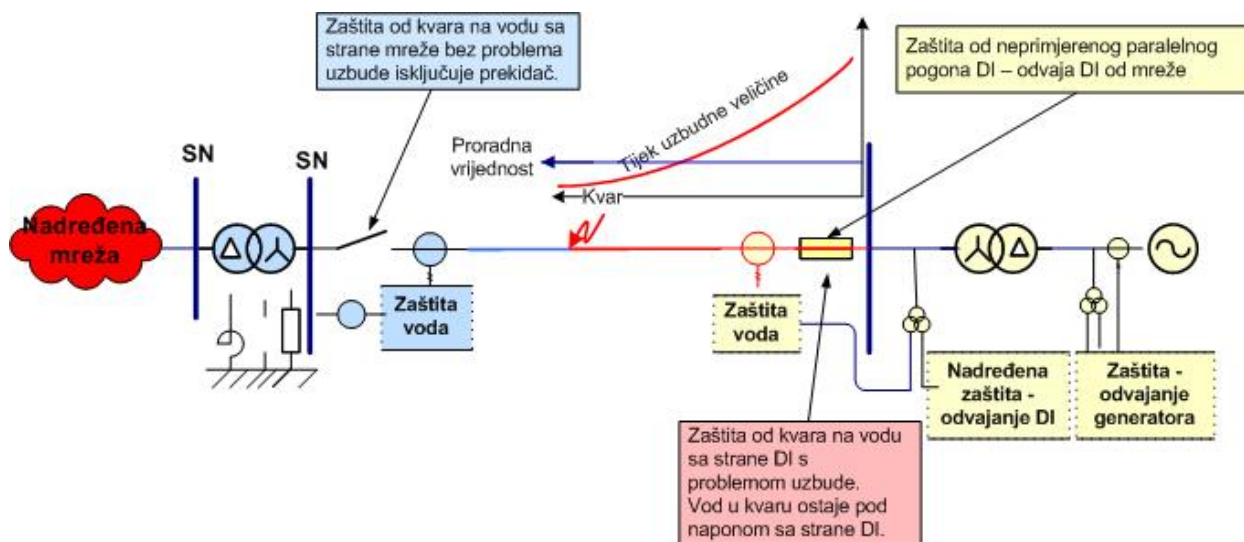 Zaštita od kvara na vodu sa
strane mreže bez problema
uzbude isključuje prekidač.
Zaštita od neprimjerenog paralelnog
pogona DI – odvaja DI od mreže
Tijek uzbudne veličine
Proradna
vrijednost
Kvar
SN
SN
Nadređena
mreža
Zaštita
voda
Zaštita
voda
Nadređena
zaštita -
odvajanje DI
Zaštita -
odvajanje
generatora
Zaštita od kvara na vodu
sa strane DI s
problemom uzbude.
Vod u kvaru ostaje pod
naponom sa strane DI.